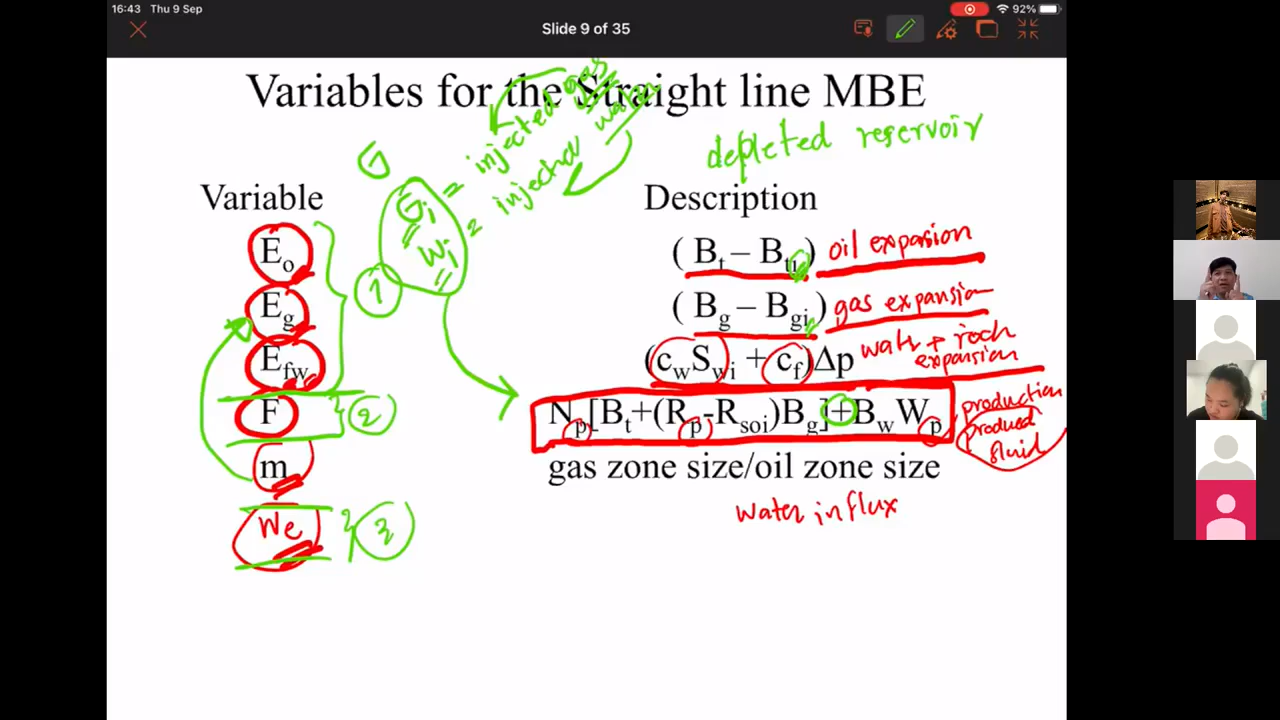 16:43 Thu 9 Sep
92%
Slide 9 of 35
Variables for the Straight line MBE
depleted reservoir
G
Gi = injected gas
Wi = injected water
Variable
Description
Eo
(Bt – Bti) oil expansion
Eg
1
(Bg – Bgi) gas expansion
Efw
(cwSwi + cf)Δp water + rock expansion
F
2
Np[Bt+(Rp-Rsoi)Bg]+BwWp
production
produced
fluid
m
gas zone size/oil zone size
We
3
water influx